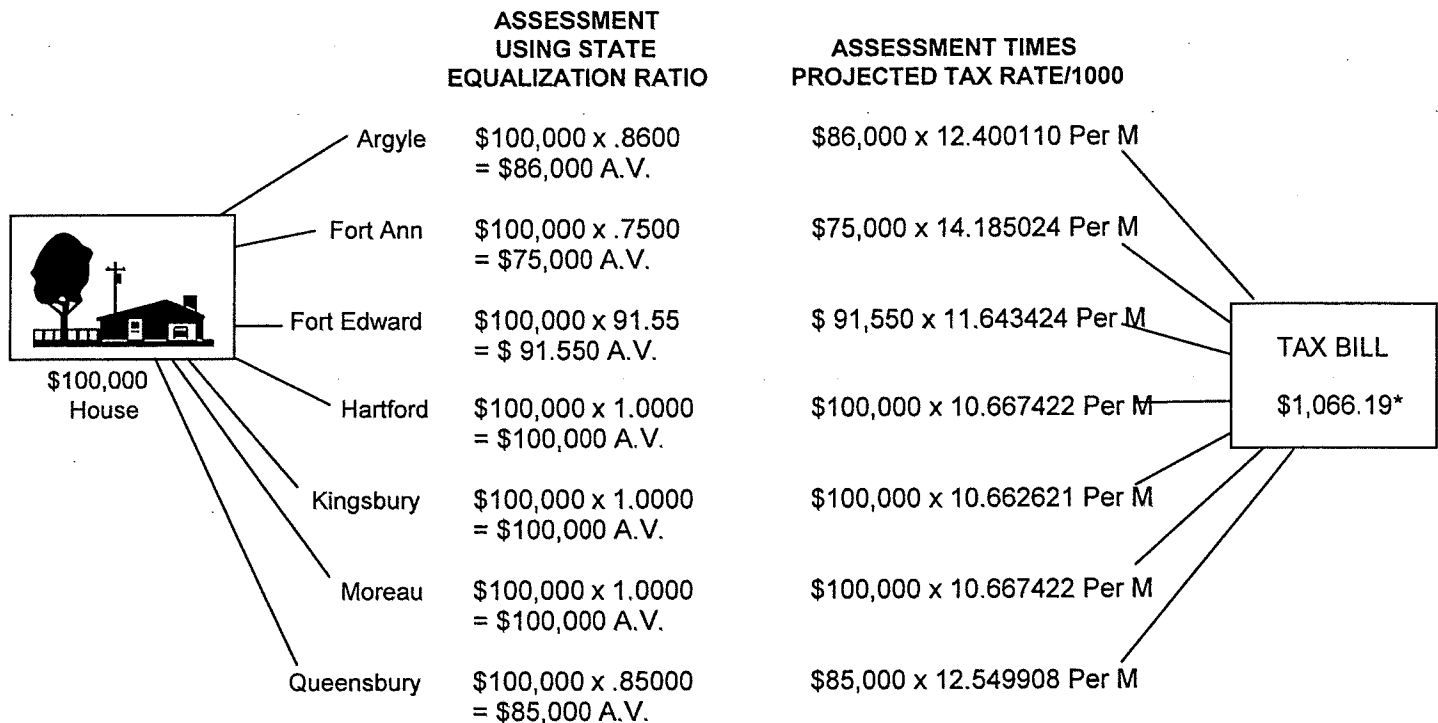 ASSESSMENT
USING STATE
EQUALIZATION RATIO
ASSESSMENT TIMES
PROJECTED TAX RATE/1000
Argyle $100,000 x .8600 $86,000 x 12.400110 Per M
= $86,000 A.V.
Fort Ann $100,000 x .7500 $75,000 x 14.185024 Per M
= $75,000 A.V.
Fort Edward $100,000 x 91.55 $ 91,550 x 11.643424 Per M
= $ 91.550 A.V.
$100,000
House
Hartford $100,000 x 1.0000 $100,000 x 10.667422 Per M
= $100,000 A.V.
Kingsbury $100,000 x 1.0000 $100,000 x 10.662621 Per M
= $100,000 A.V.
Moreau $100,000 x 1.0000 $100,000 x 10.667422 Per M
= $100,000 A.V.
Queensbury $100,000 x .85000 $85,000 x 12.549908 Per M
= $85,000 A.V.
TAX BILL
$1,066.19*